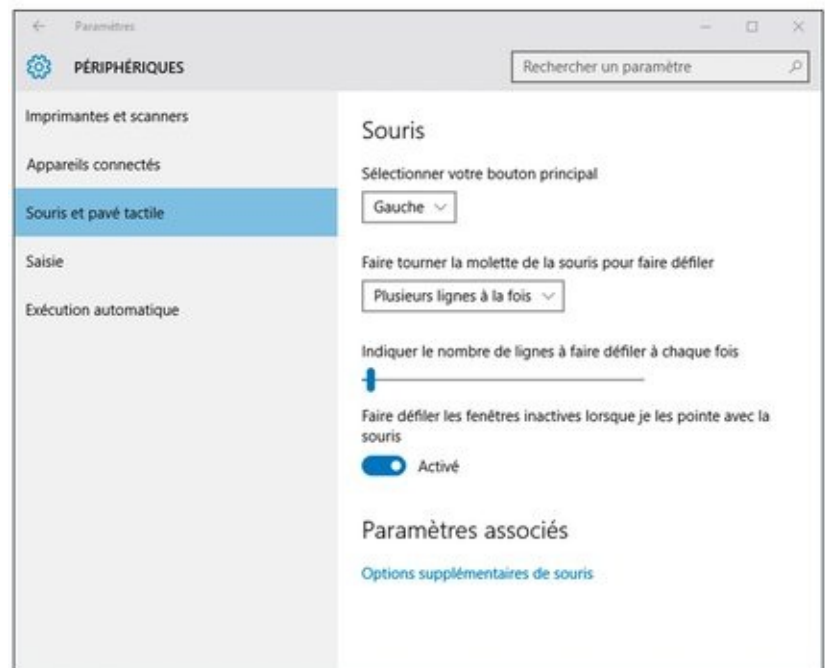 Paramètres
PÉRIPHÉRIQUES
Rechercher un paramètre
Imprimantes et scanners
Appareils connectés
Souris et pavé tactile
Saisie
Exécution automatique
Souris
Sélectionner votre bouton principal
Gauche
Faire tourner la molette de la souris pour faire défiler
Plusieurs lignes à la fois
Indiquer le nombre de lignes à faire défiler à chaque fois
Faire défiler les fenêtres inactives lorsque je les pointe avec la
souris
Activé
Paramètres associés
Options supplémentaires de souris